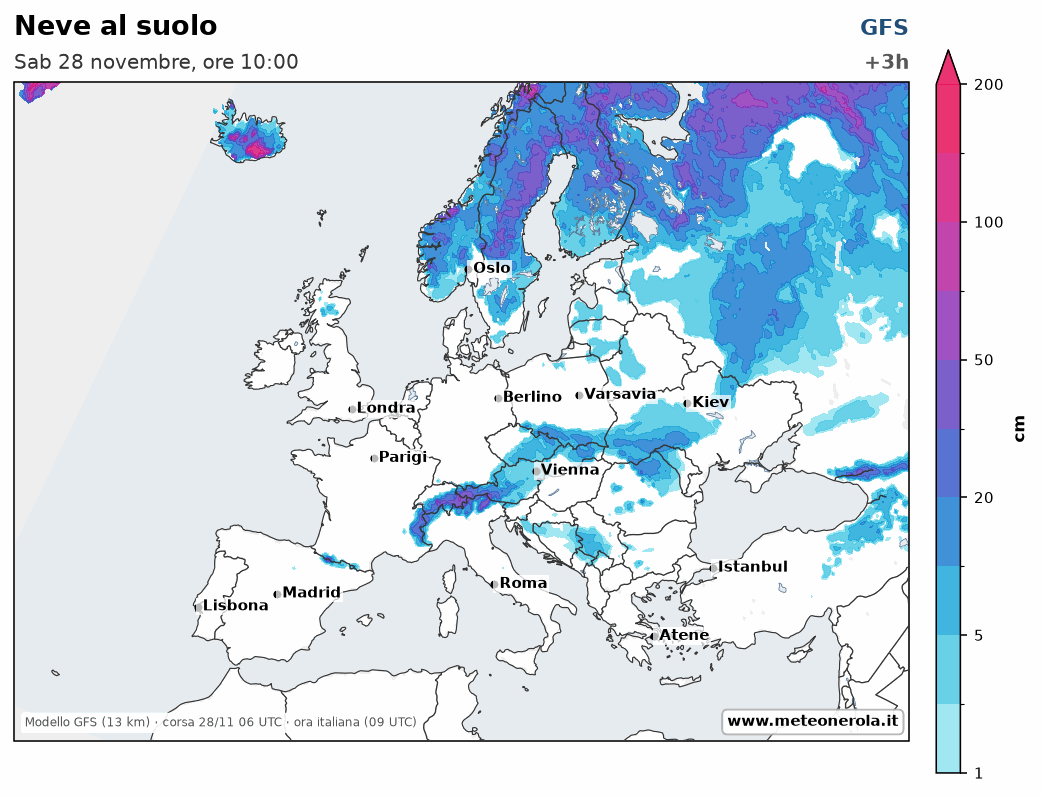 Neve al suolo
GFS
Sab 28 novembre, ore 10:00
+3h
200
100
50
20
5
1
cm
Oslo
Berlino
Varsavia
Kiev
Londra
Parigi
Vienna
Istanbul
Roma
Madrid
Lisbona
Atene
Modello GFS (13 km) · corsa 28/11 06 UTC · ora italiana (09 UTC)
www.meteonerola.it